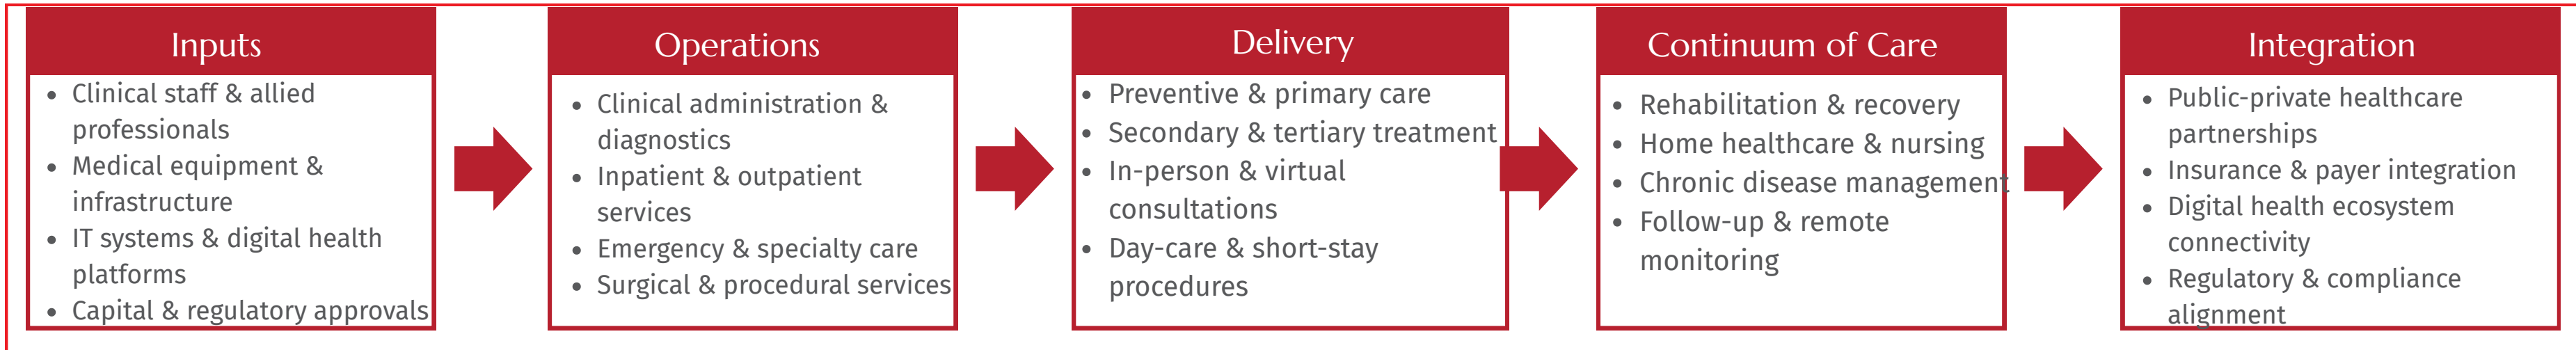 Inputs
• Clinical staff & allied
professionals
• Medical equipment &
infrastructure
• IT systems & digital health
platforms
• Capital & regulatory approvals
Operations
• Clinical administration &
diagnostics
• Inpatient & outpatient
services
• Emergency & specialty care
• Surgical & procedural services
Delivery
• Preventive & primary care
• Secondary & tertiary treatment
• In-person & virtual
consultations
• Day-care & short-stay
procedures
Continuum of Care
• Rehabilitation & recovery
• Home healthcare & nursing
• Chronic disease management
• Follow-up & remote
monitoring
Integration
• Public-private healthcare
partnerships
• Insurance & payer integration
• Digital health ecosystem
connectivity
• Regulatory & compliance
alignment